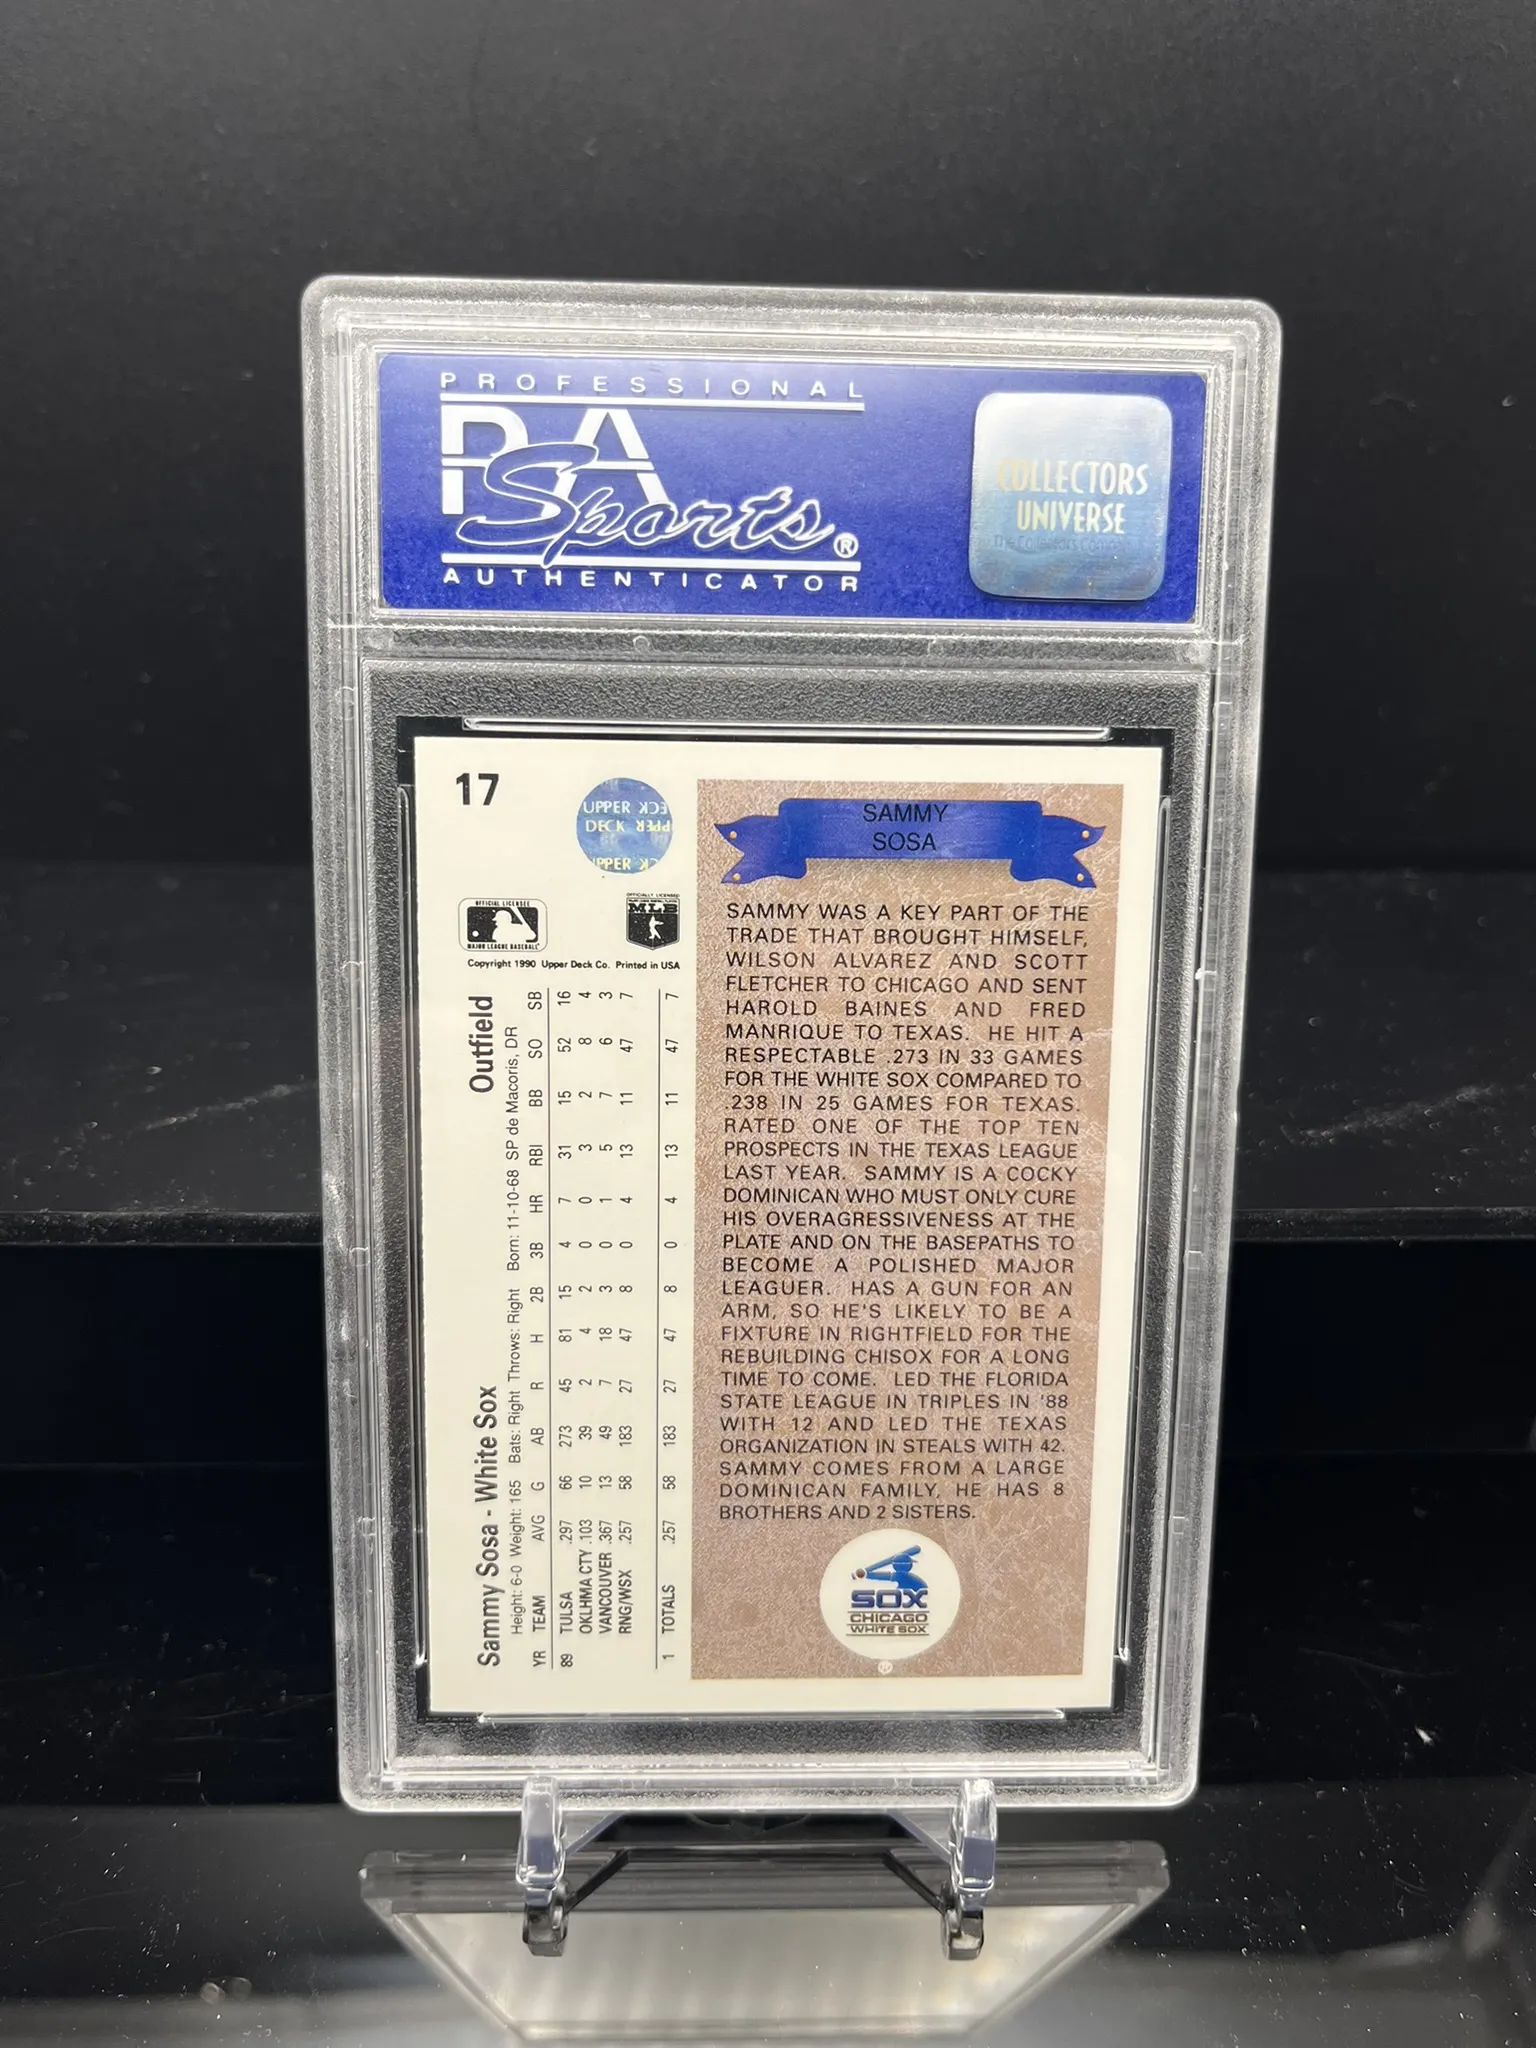 PROFESSIONAL
PSA
Sports®
AUTHENTICATOR
COLLECTORS
UNIVERSE
17
UPPER DECK
DECK UPPER
UPPER DECK
OFFICIAL LICENSEE
MAJOR LEAGUE BASEBALL
OFFICIALLY LICENSED
MLB
Copyright 1990 Upper Deck Co. Printed in USA
Sammy Sosa - White Sox Outfield
Height: 6-0 Weight: 165 Bats: Right Throws: Right Born: 11-10-68 SP de Macoris, DR
YR TEAM AVG G AB R H 2B 3B HR RBI BB SO SB
89 TULSA .297 66 273 45 81 15 4 7 31 15 52 16
OKLHMA CTY .103 10 39 2 4 2 0 0 3 2 8 4
VANCOUVER .367 13 49 7 18 3 0 1 5 7 6 3
RNG/WSX .257 58 183 27 47 8 0 4 13 11 47 7
1 TOTALS .257 58 183 27 47 8 0 4 13 11 47 7
SAMMY
SOSA
SAMMY WAS A KEY PART OF THE
TRADE THAT BROUGHT HIMSELF,
WILSON ALVAREZ AND SCOTT
FLETCHER TO CHICAGO AND SENT
HAROLD BAINES AND FRED
MANRIQUE TO TEXAS. HE HIT A
RESPECTABLE .273 IN 33 GAMES
FOR THE WHITE SOX COMPARED TO
.238 IN 25 GAMES FOR TEXAS.
RATED ONE OF THE TOP TEN
PROSPECTS IN THE TEXAS LEAGUE
LAST YEAR. SAMMY IS A COCKY
DOMINICAN WHO MUST ONLY CURE
HIS OVERAGRESSIVENESS AT THE
PLATE AND ON THE BASEPATHS TO
BECOME A POLISHED MAJOR
LEAGUER. HAS A GUN FOR AN
ARM, SO HE'S LIKELY TO BE A
FIXTURE IN RIGHTFIELD FOR THE
REBUILDING CHISOX FOR A LONG
TIME TO COME. LED THE FLORIDA
STATE LEAGUE IN TRIPLES IN '88
WITH 12 AND LED THE TEXAS
ORGANIZATION IN STEALS WITH 42.
SAMMY COMES FROM A LARGE
DOMINICAN FAMILY, HE HAS 8
BROTHERS AND 2 SISTERS.
SOX
CHICAGO
WHITE SOX
®